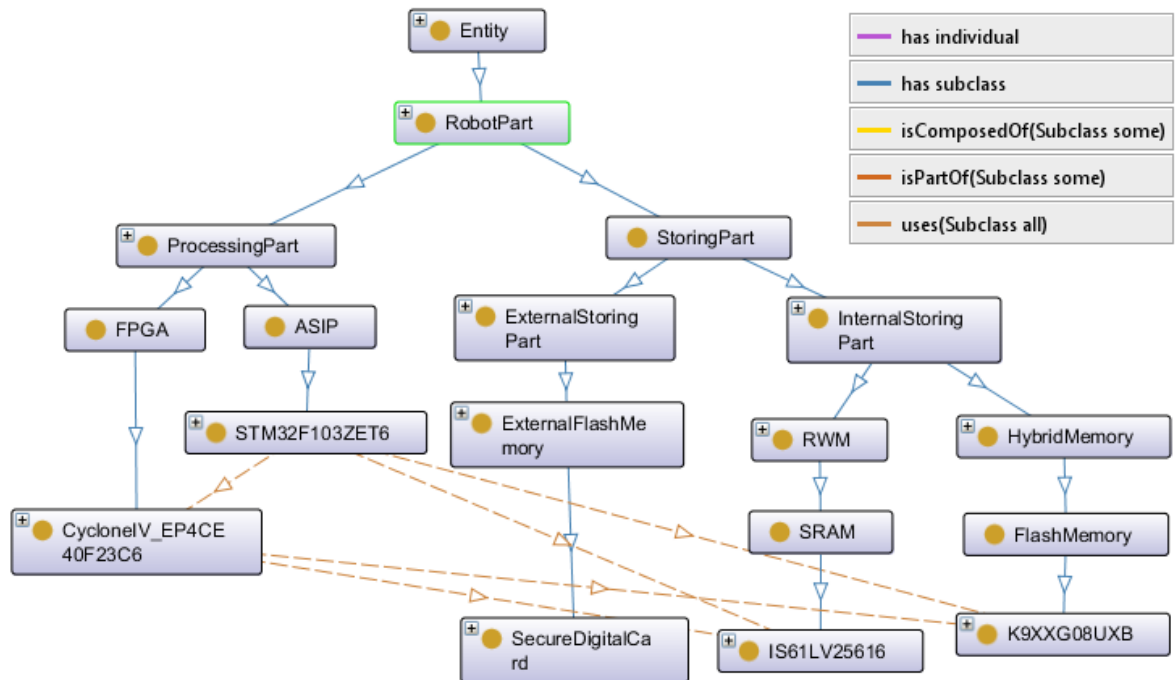 Entity
has individual
has subclass
RobotPart
isComposedOf(Subclass some)
isPartOf(Subclass some)
uses(Subclass all)
ProcessingPart
StoringPart
FPGA
ASIP
ExternalStoring
Part
InternalStoring
Part
STM32F103ZET6
ExternalFlashMe
mory
RWM
HybridMemory
CycloneIV_EP4CE
40F23C6
SRAM
FlashMemory
SecureDigitalCa
rd
IS61LV25616
K9XXG08UXB